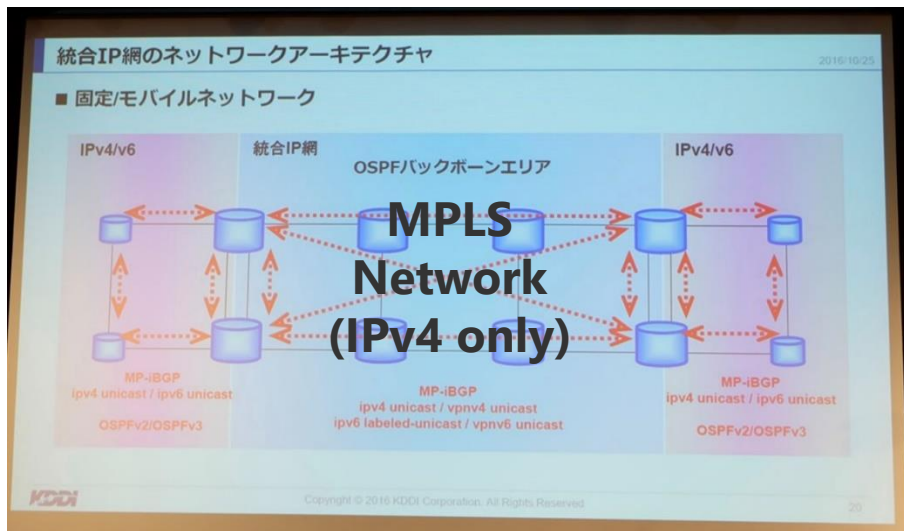 統合IP網のネットワークアーキテクチャ
2016/10/25
■ 固定/モバイルネットワーク
IPv4/v6
統合IP網
IPv4/v6
OSPFバックボーンエリア
MPLS
Network
(IPv4 only)
MP-iBGP
ipv4 unicast / ipv6 unicast
OSPFv2/OSPFv3
MP-iBGP
ipv4 unicast / vpnv4 unicast
ipv6 labeled-unicast / vpnv6 unicast
MP-iBGP
ipv4 unicast / ipv6 unicast
OSPFv2/OSPFv3
KDDI
Copyright © 2016 KDDI Corporation. All Rights Reserved
20